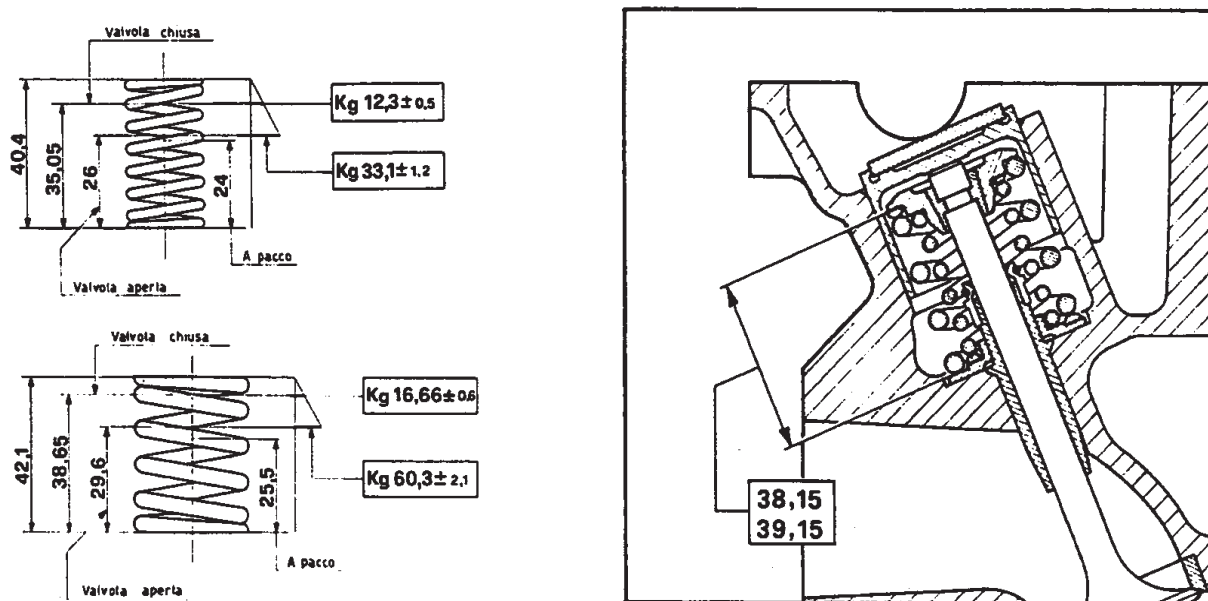 Valvola chiusa
Kg 12,3±0,5
40,4
35,05
26
24
Kg 33,1±1,2
A pacco
Valvola aperta
Valvola chiusa
Kg 16,66±0,6
42,1
38,65
29,6
25,5
Kg 60,3±2,1
A pacco
Valvola aperta
38,15
39,15